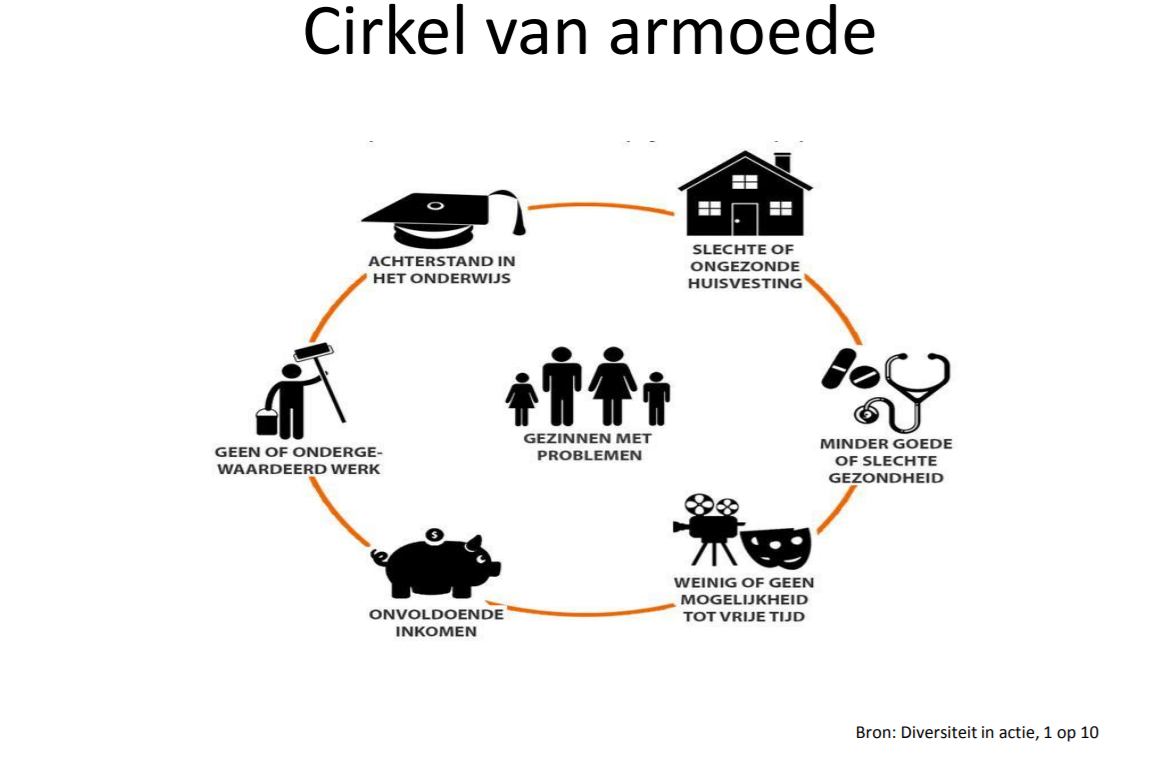 Cirkel van armoede
ACHTERSTAND IN
HET ONDERWIJS
SLECHTE OF
ONGEZONDE
HUISVESTING
GEEN OF ONDERGE-
WAARDEERD WERK
GEZINNEN MET
PROBLEMEN
MINDER GOEDE
OF SLECHTE
GEZONDHEID
$
ONVOLDOENDE
INKOMEN
WEINIG OF GEEN
MOGELIJKHEID
TOT VRIJE TIJD
Bron: Diversiteit in actie, 1 op 10